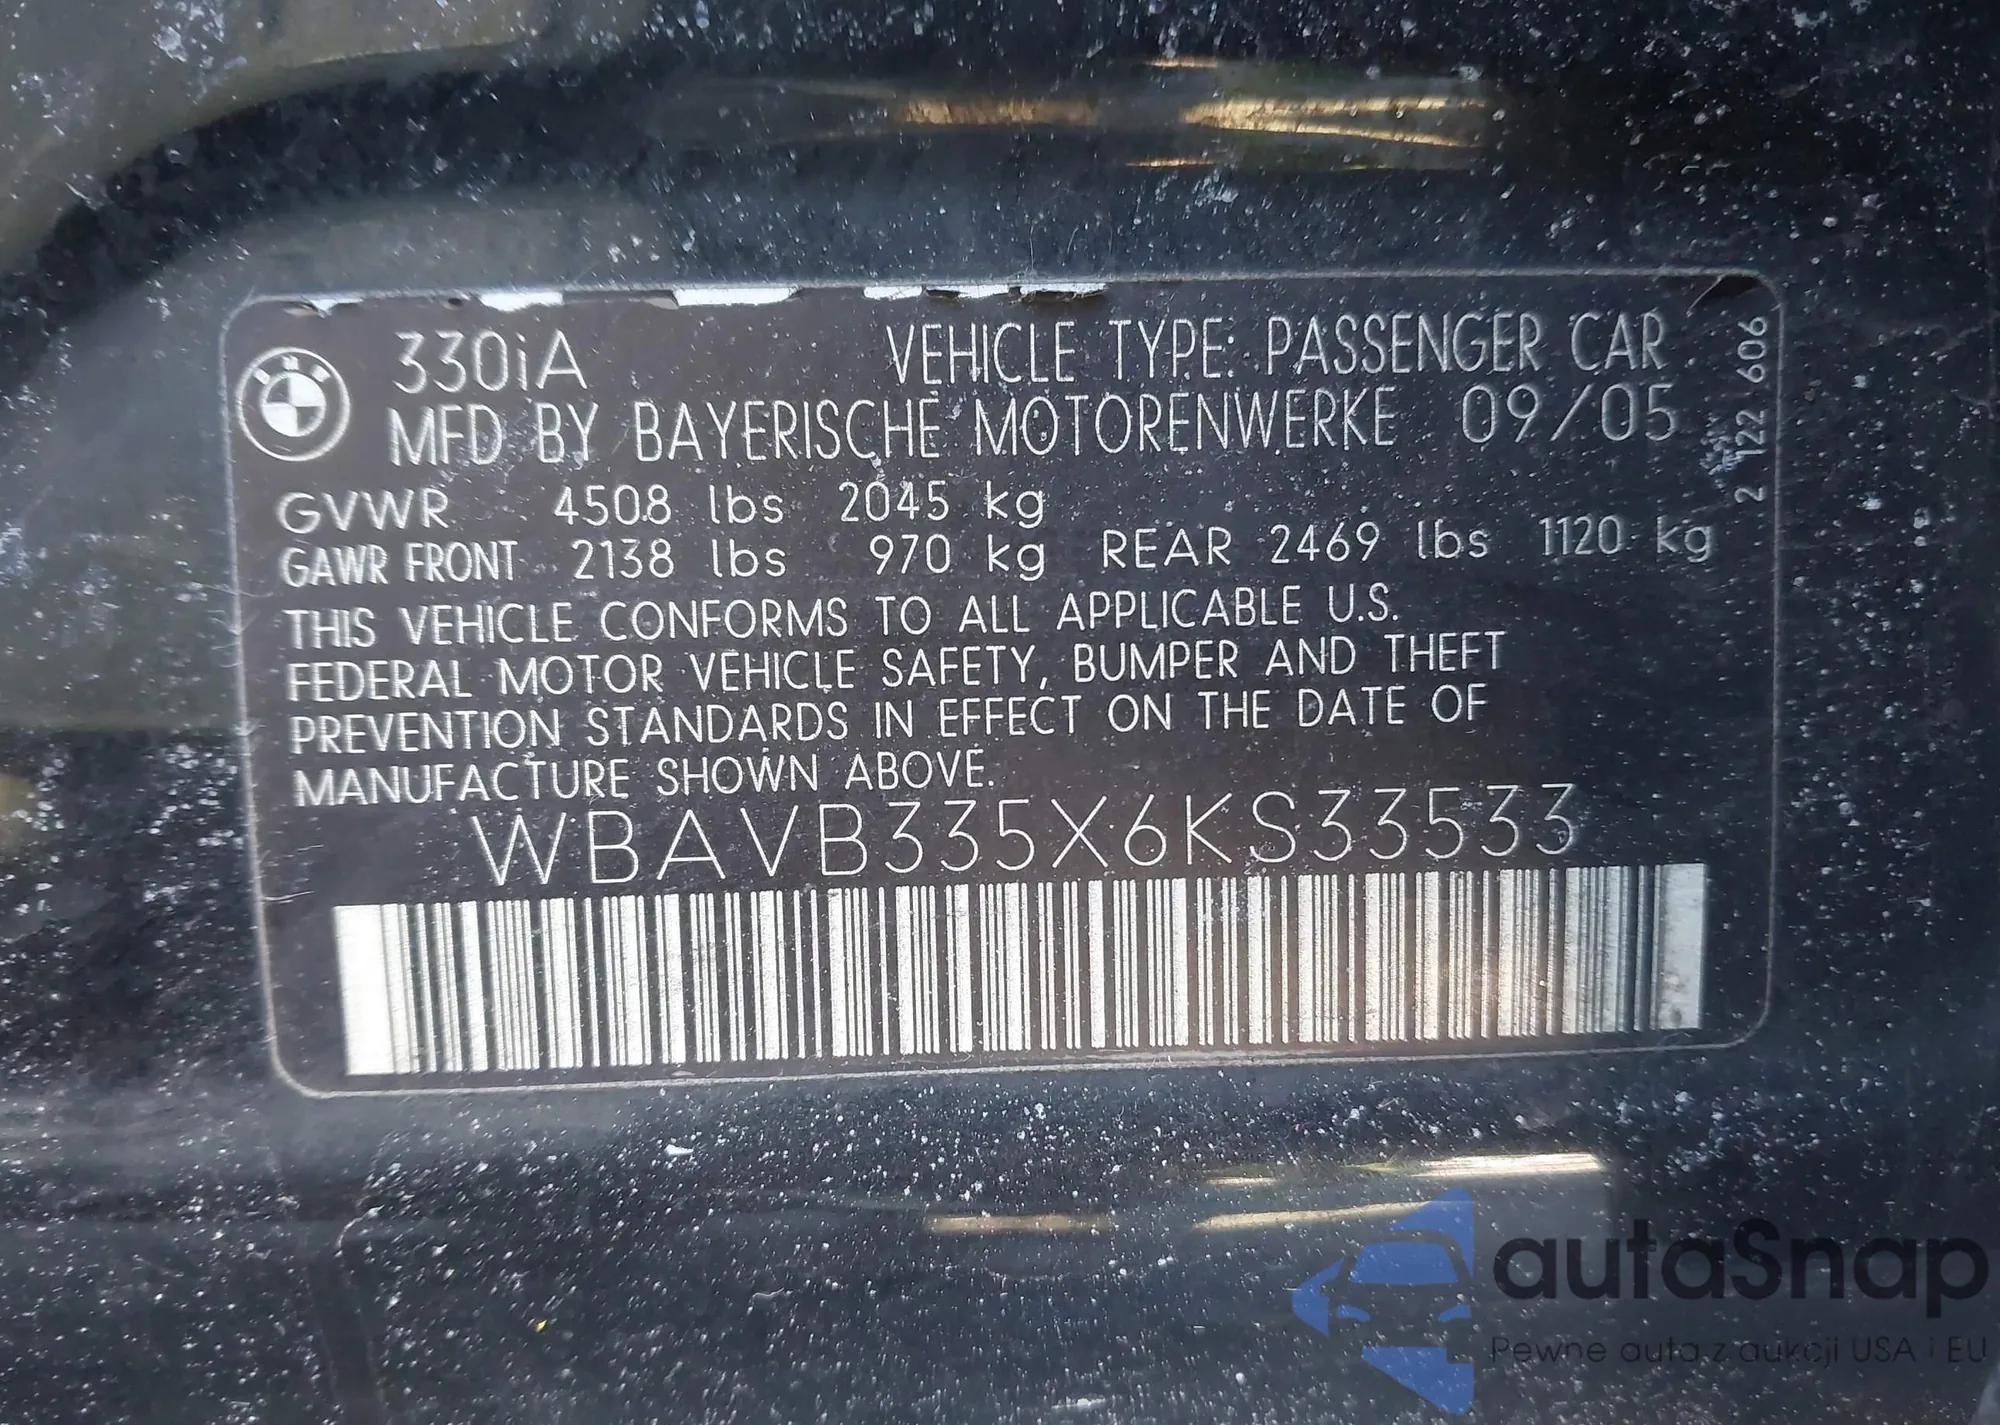 330iA VEHICLE TYPE: PASSENGER CAR
MFD BY BAYERISCHE MOTORENWERKE 09/05
GVWR 4508 lbs 2045 kg
GAWR FRONT 2138 lbs 970 kg REAR 2469 lbs 1120 kg
THIS VEHICLE CONFORMS TO ALL APPLICABLE U.S.
FEDERAL MOTOR VEHICLE SAFETY, BUMPER AND THEFT
PREVENTION STANDARDS IN EFFECT ON THE DATE OF
MANUFACTURE SHOWN ABOVE.
WBAVB335X6KS33533
2 122 606
autaSnap
Pewne auta z aukcji USA i EU